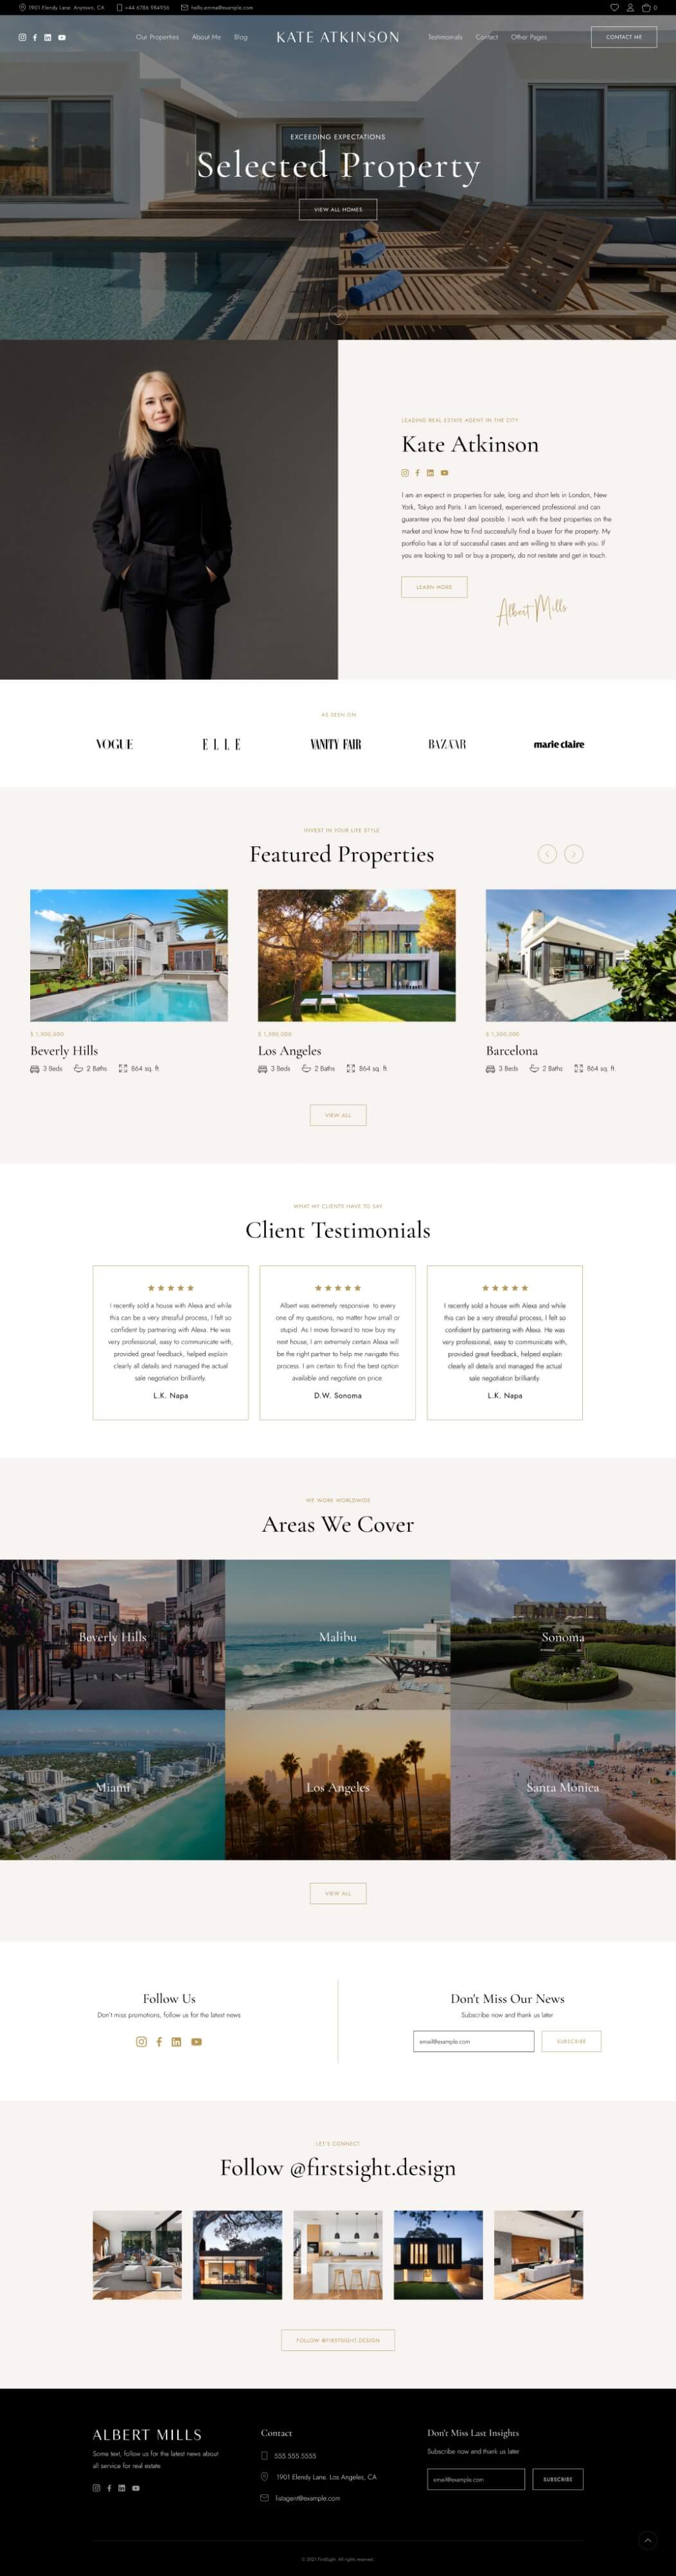 1901 Elendy Lane. Anytown, CA
+44 6786 984956
hello.emma@example.com
0
Our Properties
About Me
Blog
KATE ATKINSON
Testimoinals
Contact
Other Pages
CONTACT ME
EXCEEDING EXPECTATIONS
Selected Property
VIEW ALL HOMES
LEADING REAL ESTATE AGENT IN THE CITY
Kate Atkinson
I am an experct in properties for sale, long and short lets in London, New
York, Tokyo and Paris. I am licensed, experienced professional and can
guarantee you the best deal possible. I work with the best properties on the
market and know how to find successfully find a buyer for the property. My
portfolio has a lot of successful cases and am willing to share with you. If
you are looking to sell or buy a property, do not resitate and get in touch.
LEARN MORE
Albert Mills
AS SEEN ON
VOGUE
ELLE
VANITY FAIR
BAZAAR
marie claire
INVEST IN YOUR LIFE STYLE
Featured Properties
Beverly Hills
3 Beds
2 Baths
864 sq. ft
Los Angeles
3 Beds
2 Baths
864 sq. ft
Barcelona
3 Beds
2 Baths
864 sq. ft.
VIEW ALL
WHAT MY CLIENTS HAVE TO SAY
Client Testimonials
I recently sold a house with Alexa and while
this can be a very stressful process, I felt so
confident by partnering with Alexa. He was
very professional, easy to communicate with,
provided great feedback, helped explain
clearly all details and managed the actual
sale negotiation brilliantly.
L.K. Napa
Albert was extremely responsive to every
one of my questions, no matter how small or
stupid. As I move forward to now buy my
next house, I am extremely certain Albert will
be the right partner to help me navigate this
process. I am certain to find the best option
available and negotiate on price.
D.W. Sonoma
I recently sold a house with Alexa and while
this can be a very stressful process, I felt so
confident by partnering with Alexa. He was
very professional, easy to communicate with,
provided great feedback, helped explain
clearly all details and managed the actual
sale negotiation brilliantly.
L.K. Napa
WE WORK WORLDWIDE
Areas We Cover
Beverly Hills
Malibu
Sonoma
Miami
Los Angeles
Santa Monica
VIEW ALL
Follow Us
Don't miss promotions, follow us for the latest news
Don't Miss Our News
Subscribe now and thank us later
email@example.com
SUBSCRIBE
LET'S CONNECT
Follow @firstsight.design
FOLLOW @FIRSTSIGHT.DESIGN
ALBERT MILLS
Some text, follow us for the latest news about
all service for real estate
Contact
555 555 5555
1901 Elendy Lane. Los Angeles, CA
listagent@example.com
Don't Miss Last Insights
Subscribe now and thank us later
email@example.com
SUBSCRIBE
© 2021 FirstSight. All rights reserved.